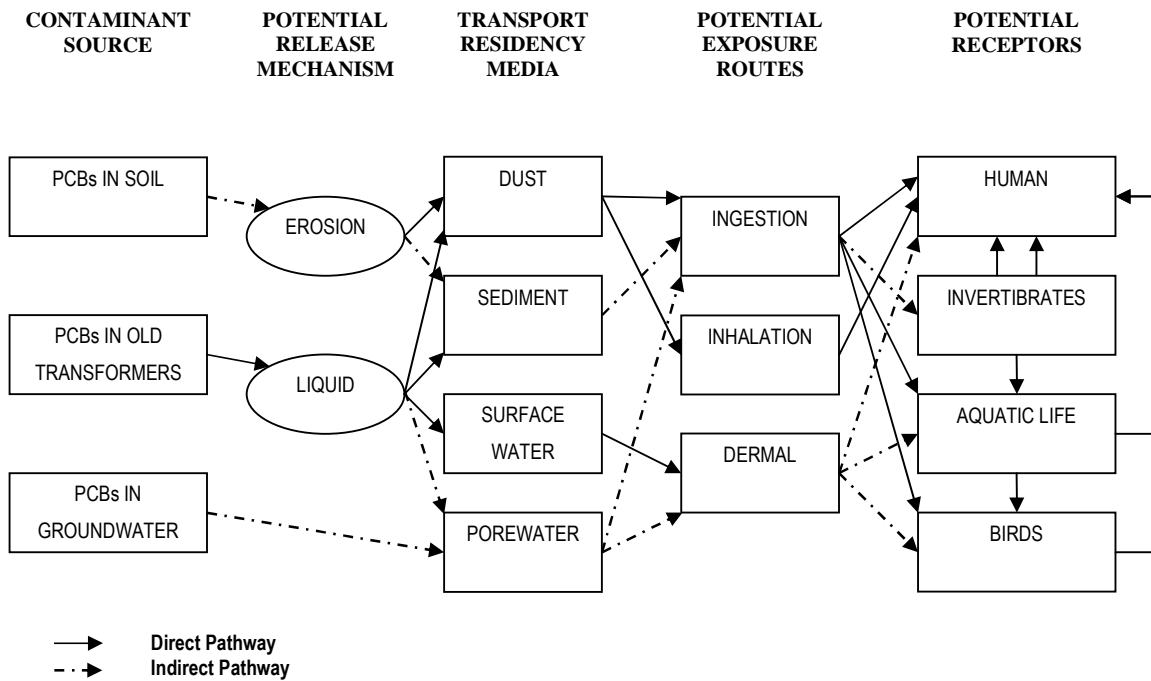 CONTAMINANT
SOURCE
POTENTIAL
RELEASE
MECHANISM
TRANSPORT
RESIDENCY
MEDIA
POTENTIAL
EXPOSURE
ROUTES
POTENTIAL
RECEPTORS
PCBs IN SOIL
PCBs IN OLD
TRANSFORMERS
PCBs IN
GROUNDWATER
EROSION
LIQUID
DUST
SEDIMENT
SURFACE
WATER
POREWATER
INGESTION
INHALATION
DERMAL
HUMAN
INVERTIBRATES
AQUATIC LIFE
BIRDS
Direct Pathway
Indirect Pathway